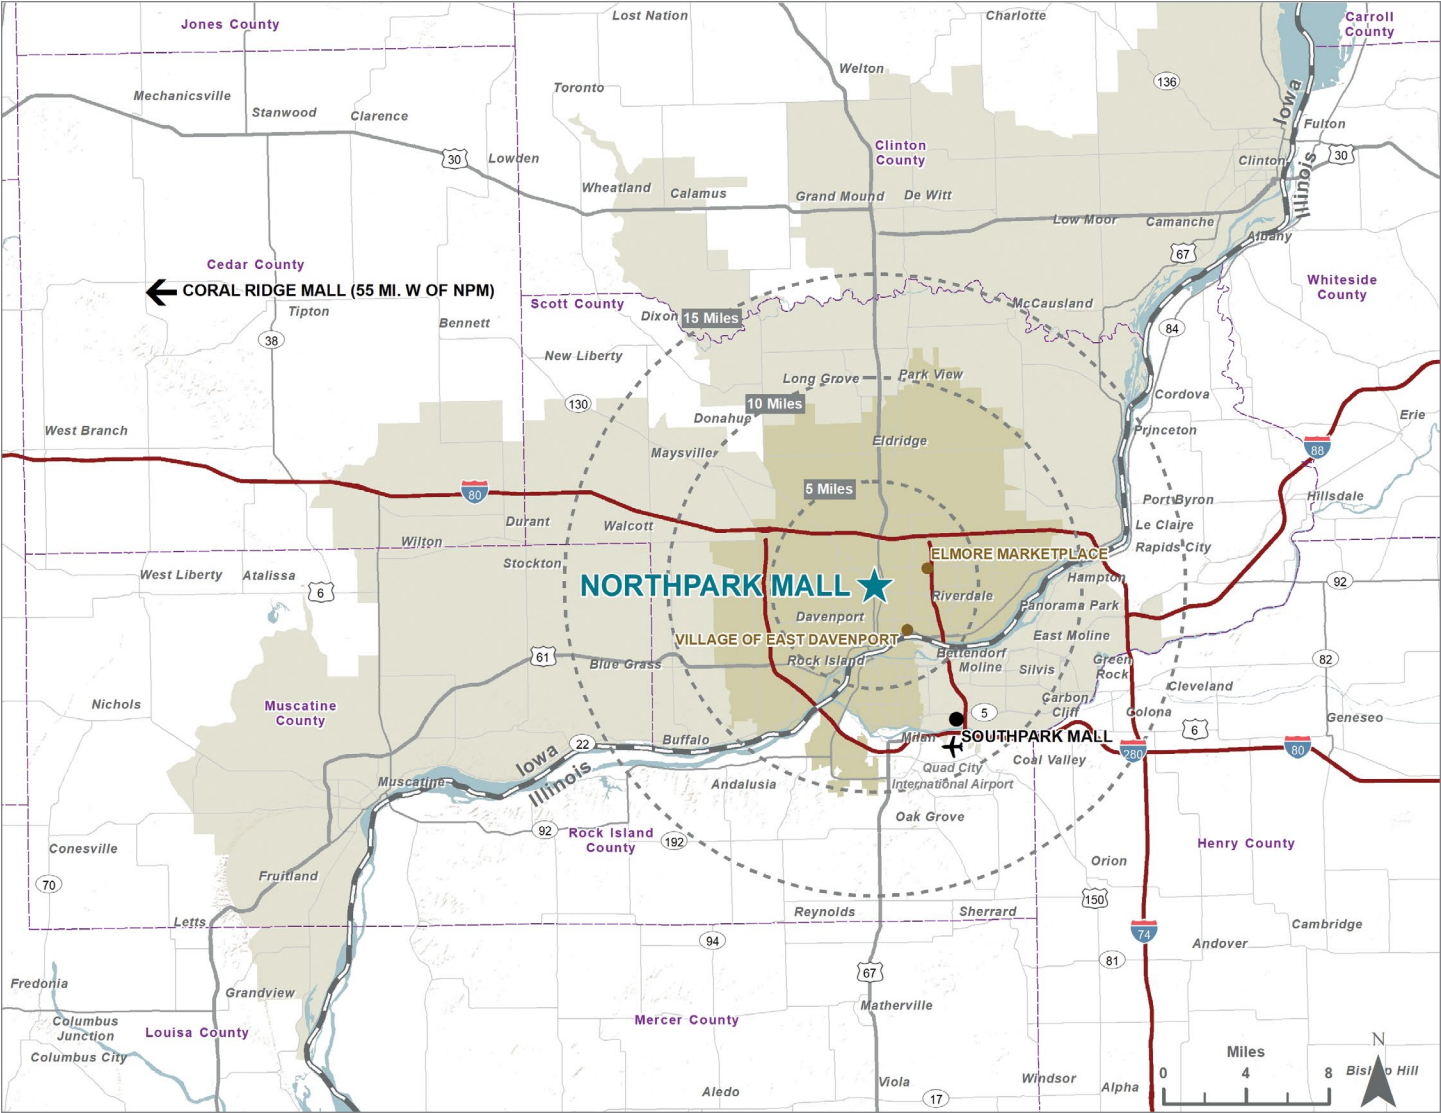 Jones County
Lost Nation
Charlotte
Carroll
County
Welton
136
Toronto
Mechanicsville
Stanwood
Clarence
Iowa
Illinois
Fulton
30
Lowden
Clinton
County
Clinton
30
Wheatland
Calamus
Grand Mound
De Witt
Low Moor
Camanche
Albany
67
Cedar County
CORAL RIDGE MALL (55 MI. W OF NPM)
Whiteside
County
Scott County
McCausland
Tipton
Dixon
15 Miles
Bennett
84
38
New Liberty
Long Grove
Park View
130
10 Miles
Cordova
Donahue
Erie
West Branch
Princeton
Eldridge
88
Maysville
80
5 Miles
Port Byron
Hillsdale
Durant
Walcott
Le Claire
Wilton
Rapids City
ELMORE MARKETPLACE
Stockton
West Liberty
Atalissa
Hampton
92
6
NORTHPARK MALL
Riverdale
Panorama Park
Davenport
VILLAGE OF EAST DAVENPORT
East Moline
61
Blue Grass
Rock Island
Bettendorf
Moline
Silvis
Green
Rock
82
Cleveland
Carbon
Cliff
Nichols
Muscatine
County
5
Colona
Geneseo
6
Milan
SOUTHPARK MALL
22
Buffalo
280
80
Iowa
Illinois
Coal Valley
Quad City
International Airport
Muscatine
Andalusia
Oak Grove
92
Rock Island
County
192
Henry County
Conesville
Orion
70
Fruitland
150
Reynolds
Sherrard
Letts
Cambridge
94
74
Andover
81
67
Fredonia
Grandview
Matherville
Columbus
Junction
Louisa County
Mercer County
Columbus City
N
Miles
0 4 8
Bishop Hill
Viola
Windsor
Alpha
Aledo
17